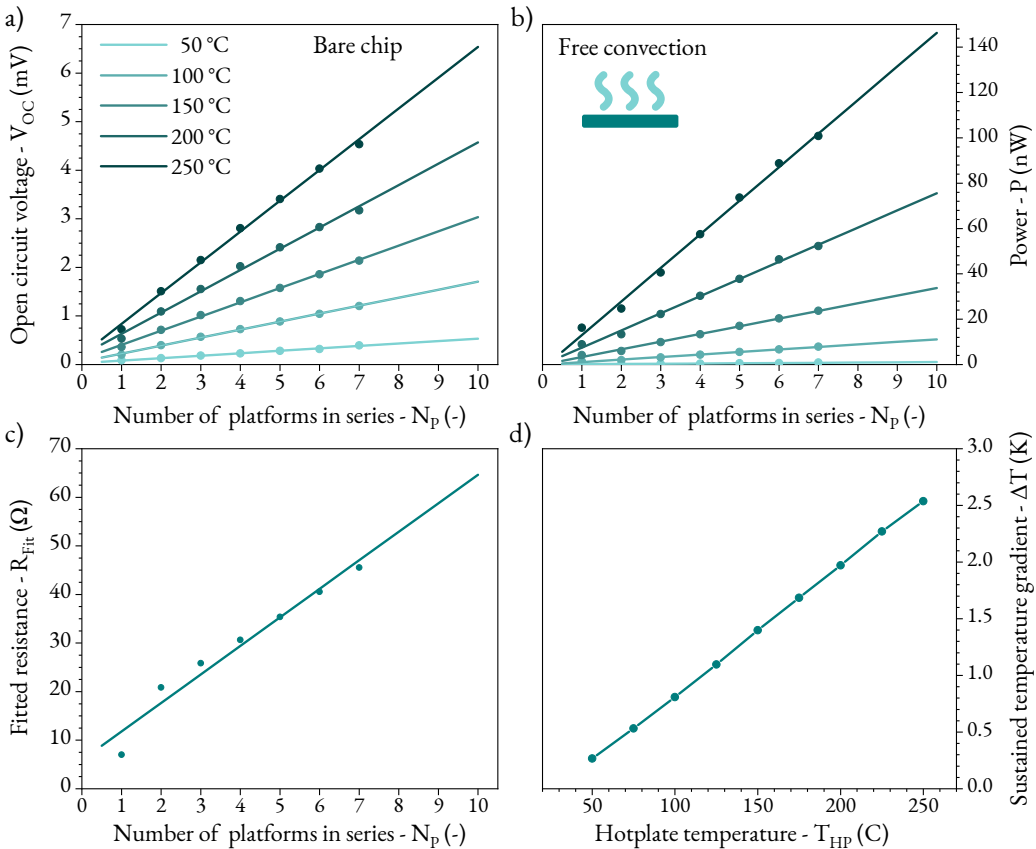 a)
7
6
5
4
3
2
1
0
Open circuit voltage - V_OC (mV)
50 °C
100 °C
150 °C
200 °C
250 °C
Bare chip
0 1 2 3 4 5 6 7 8 9 10
Number of platforms in series - N_P (-)
b)
Free convection
140
120
100
80
60
40
20
0
Power - P (nW)
0 1 2 3 4 5 6 7 8 9 10
Number of platforms in series - N_P (-)
c)
70
60
50
40
30
20
10
0
Fitted resistance - R_Fit (Ω)
0 1 2 3 4 5 6 7 8 9 10
Number of platforms in series - N_P (-)
d)
3.0
2.5
2.0
1.5
1.0
0.5
0.0
Sustained temperature gradient - ΔT (K)
50 100 150 200 250
Hotplate temperature - T_HP (C)